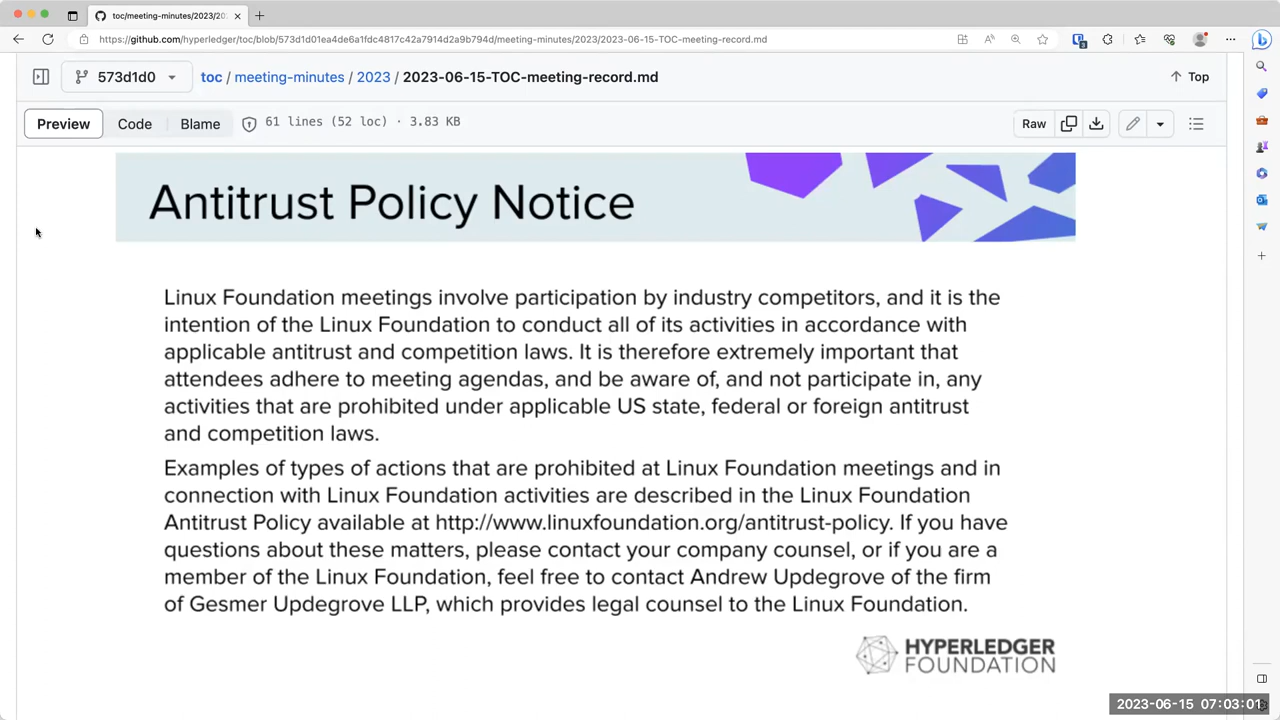 toc/meeting-minutes/2023/20
https://github.com/hyperledger/toc/blob/573d1d01ea4de6a1fdc4817c42a7914d2a9b794d/meeting-minutes/2023/2023-06-15-TOC-meeting-record.md
573d1d0
toc / meeting-minutes / 2023 / 2023-06-15-TOC-meeting-record.md
Top
Preview Code Blame 61 lines (52 loc) · 3.83 KB Raw
Antitrust Policy Notice
Linux Foundation meetings involve participation by industry competitors, and it is the
intention of the Linux Foundation to conduct all of its activities in accordance with
applicable antitrust and competition laws. It is therefore extremely important that
attendees adhere to meeting agendas, and be aware of, and not participate in, any
activities that are prohibited under applicable US state, federal or foreign antitrust
and competition laws.
Examples of types of actions that are prohibited at Linux Foundation meetings and in
connection with Linux Foundation activities are described in the Linux Foundation
Antitrust Policy available at http://www.linuxfoundation.org/antitrust-policy. If you have
questions about these matters, please contact your company counsel, or if you are a
member of the Linux Foundation, feel free to contact Andrew Updegrove of the firm
of Gesmer Updegrove LLP, which provides legal counsel to the Linux Foundation.
HYPERLEDGER
FOUNDATION
2023-06-15 07:03:01